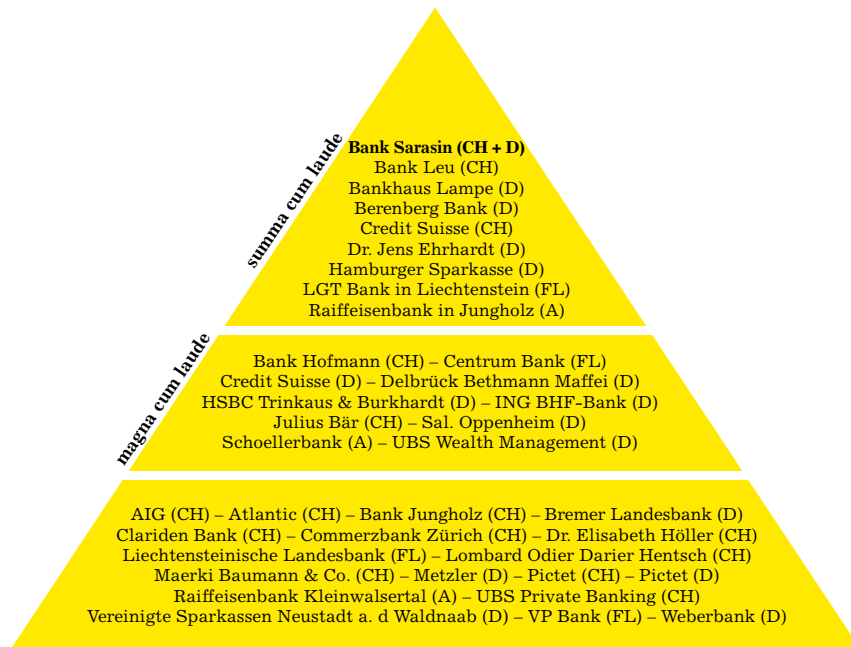 summa cum laude
Bank Sarasin (CH + D)
Bank Leu (CH)
Bankhaus Lampe (D)
Berenberg Bank (D)
Credit Suisse (CH)
Dr. Jens Ehrhardt (D)
Hamburger Sparkasse (D)
LGT Bank in Liechtenstein (FL)
Raiffeisenbank in Jungholz (A)
magna cum laude
Bank Hofmann (CH) – Centrum Bank (FL)
Credit Suisse (D) – Delbrück Bethmann Maffei (D)
HSBC Trinkaus & Burkhardt (D) – ING BHF-Bank (D)
Julius Bär (CH) – Sal. Oppenheim (D)
Schoellerbank (A) – UBS Wealth Management (D)
AIG (CH) – Atlantic (CH) – Bank Jungholz (CH) – Bremer Landesbank (D)
Clariden Bank (CH) – Commerzbank Zürich (CH) – Dr. Elisabeth Höller (CH)
Liechtensteinische Landesbank (FL) – Lombard Odier Darier Hentsch (CH)
Maerki Baumann & Co. (CH) – Metzler (D) – Pictet (CH) – Pictet (D)
Raiffeisenbank Kleinwalsertal (A) – UBS Private Banking (CH)
Vereinigte Sparkassen Neustadt a. d Waldnaab (D) – VP Bank (FL) – Weberbank (D)